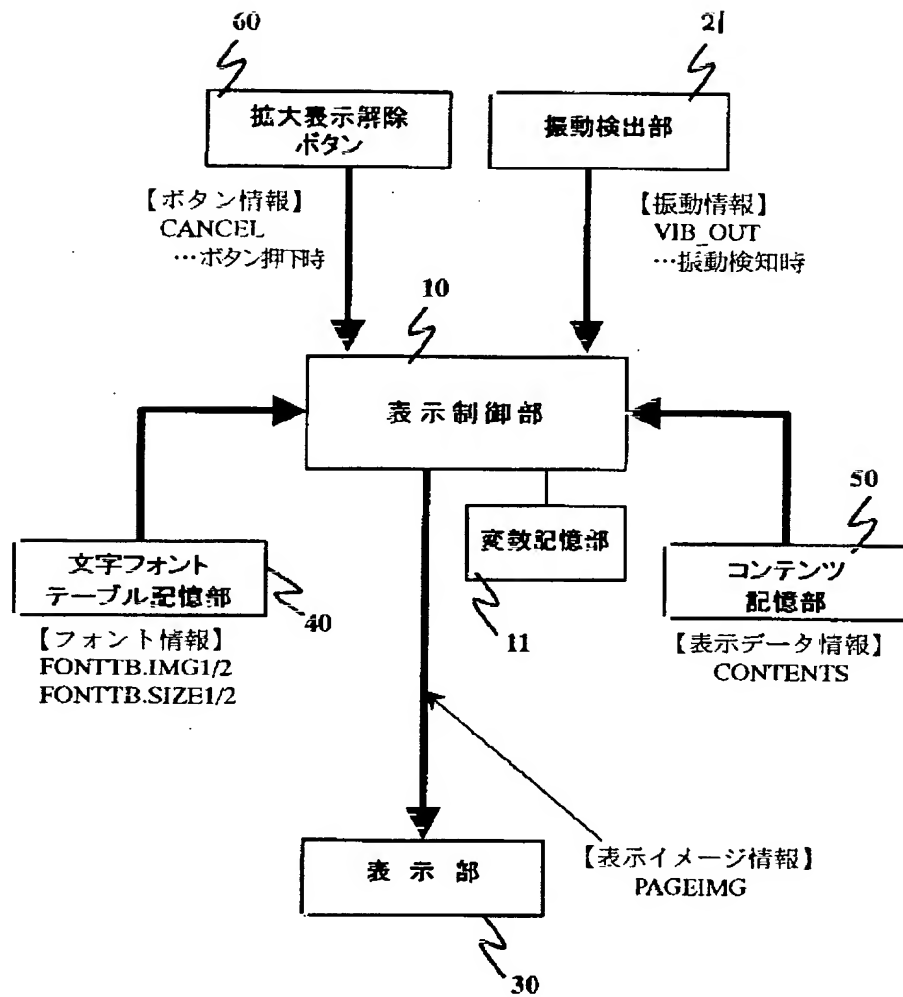 60
21
拡大表示解除
ボタン
振動検出部
【ボタン情報】
CANCEL
…ボタン押下時
【振動情報】
VIB_OUT
…振動検知時
10
表示制御部
50
変数記憶部
11
文字フォント
テーブル記憶部
40
【フォント情報】
FONTTB.IMG1/2
FONTTB.SIZE1/2
コンテンツ
記憶部
【表示データ情報】
CONTENTS
【表示イメージ情報】
PAGEIMG
表示部
30